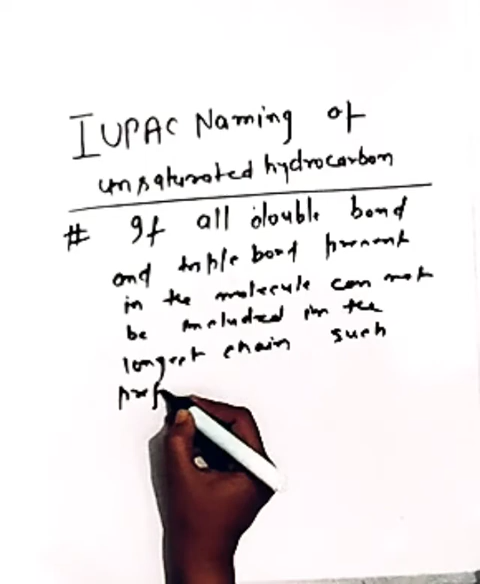 IUPAC Naming of
unsaturated hydrocarbon
# If all double bond
and triple bond present
in the molecule can not
be included in the
longest chain such
pref